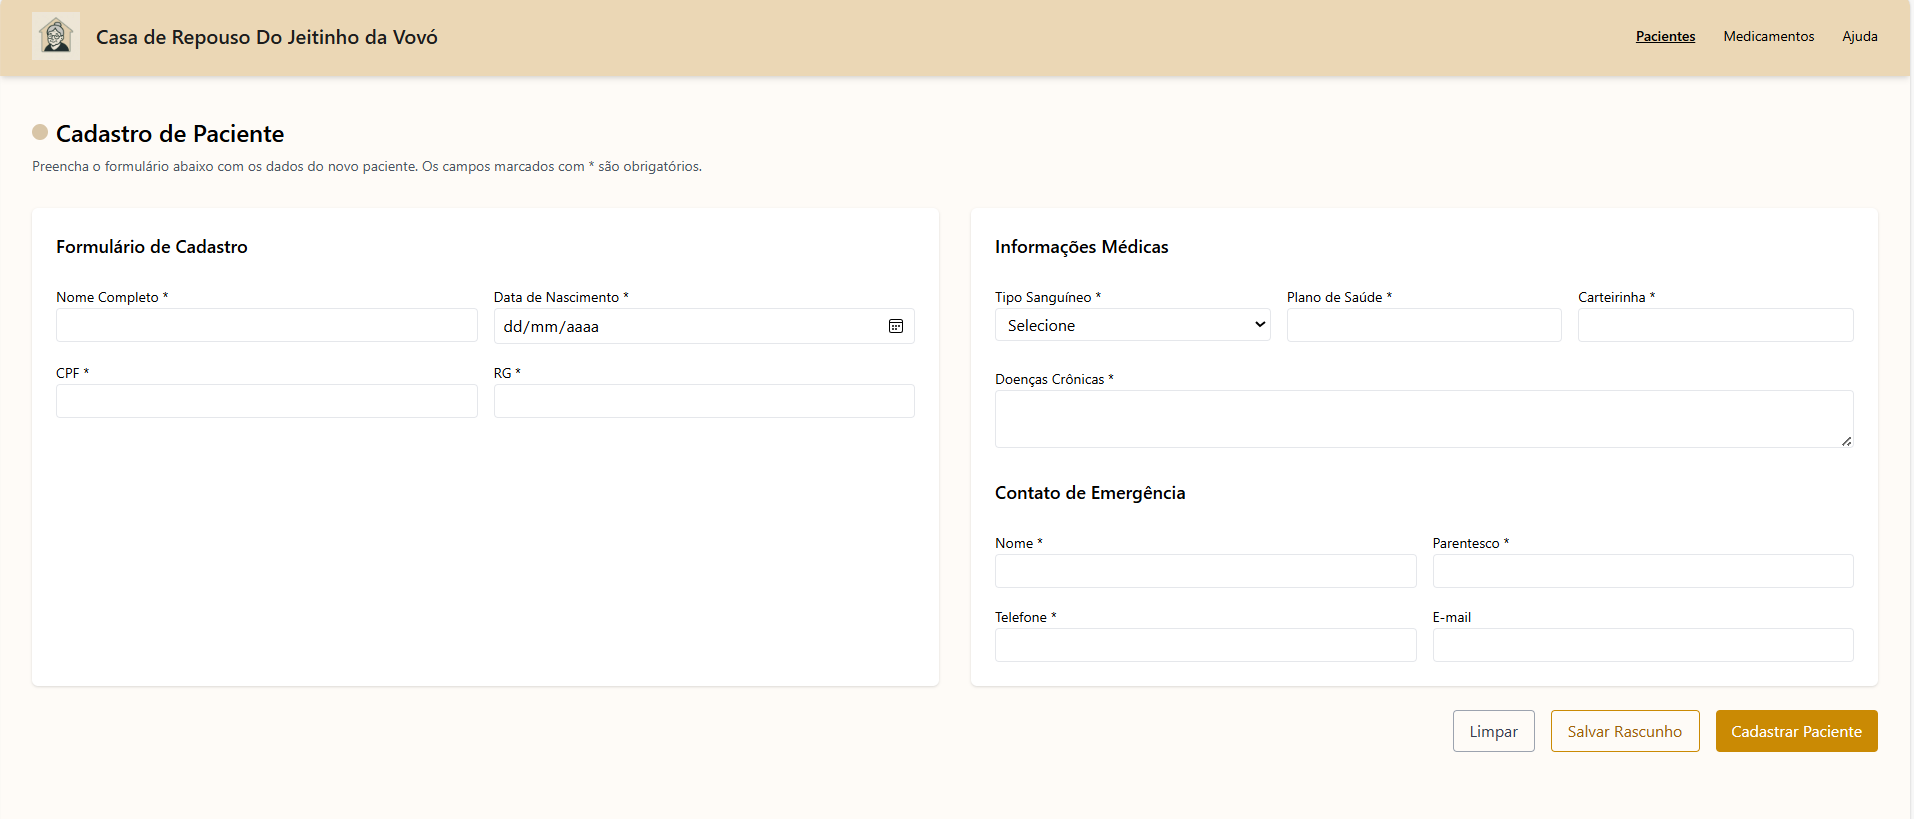 Casa de Repouso Do Jeitinho da Vovó
Pacientes Medicamentos Ajuda
Cadastro de Paciente
Preencha o formulário abaixo com os dados do novo paciente. Os campos marcados com * são obrigatórios.
Formulário de Cadastro
Nome Completo * Data de Nascimento *
dd/mm/aaaa
CPF * RG *
Informações Médicas
Tipo Sanguíneo * Plano de Saúde * Carteirinha *
Selecione
Doenças Crônicas *
Contato de Emergência
Nome * Parentesco *
Telefone * E-mail
Limpar Salvar Rascunho Cadastrar Paciente